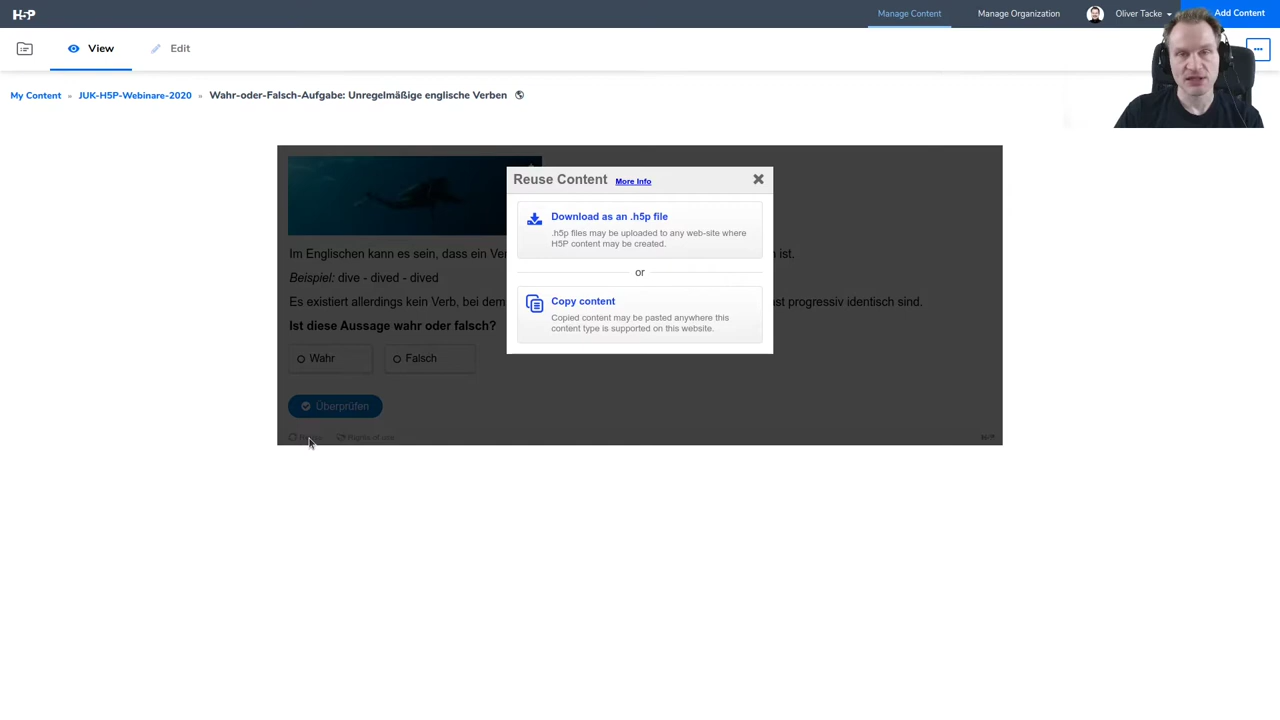 H5P
Manage Content
Manage Organization
Oliver Tacke
Add Content
View
Edit
My Content » JUK-H5P-Webinare-2020 » Wahr-oder-Falsch-Aufgabe: Unregelmäßige englische Verben
Reuse Content More Info
Download as an .h5p file
.h5p files may be uploaded to any web-site where
H5P content may be created.
or
Copy content
Copied content may be pasted anywhere this
content type is supported on this website.
Im Englischen kann es sein, dass ein Ver ist.
Beispiel: dive - dived - dived
Es existiert allerdings kein Verb, bei dem ast progressiv identisch sind.
Ist diese Aussage wahr oder falsch?
Wahr
Falsch
Überprüfen
Rights of use
H5P